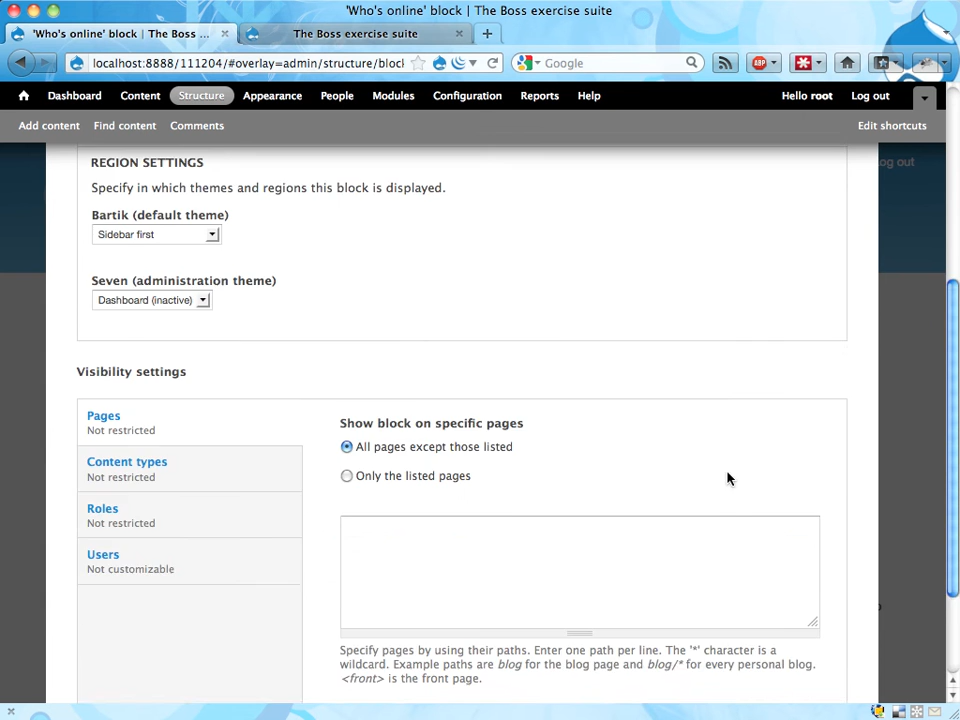 'Who's online' block | The Boss exercise suite
'Who's online' block | The Boss ...
The Boss exercise suite
localhost:8888/111204/#overlay=admin/structure/block
Google
ABP
Dashboard Content Structure Appearance People Modules Configuration Reports Help Hello root Log out
Add content Find content Comments Edit shortcuts
og out
REGION SETTINGS
Specify in which themes and regions this block is displayed.
Bartik (default theme)
Sidebar first
Seven (administration theme)
Dashboard (inactive)
Visibility settings
Pages
Not restricted
Content types
Not restricted
Roles
Not restricted
Users
Not customizable
Show block on specific pages
All pages except those listed
Only the listed pages
Specify pages by using their paths. Enter one path per line. The '*' character is a
wildcard. Example paths are blog for the blog page and blog/* for every personal blog.
<front> is the front page.